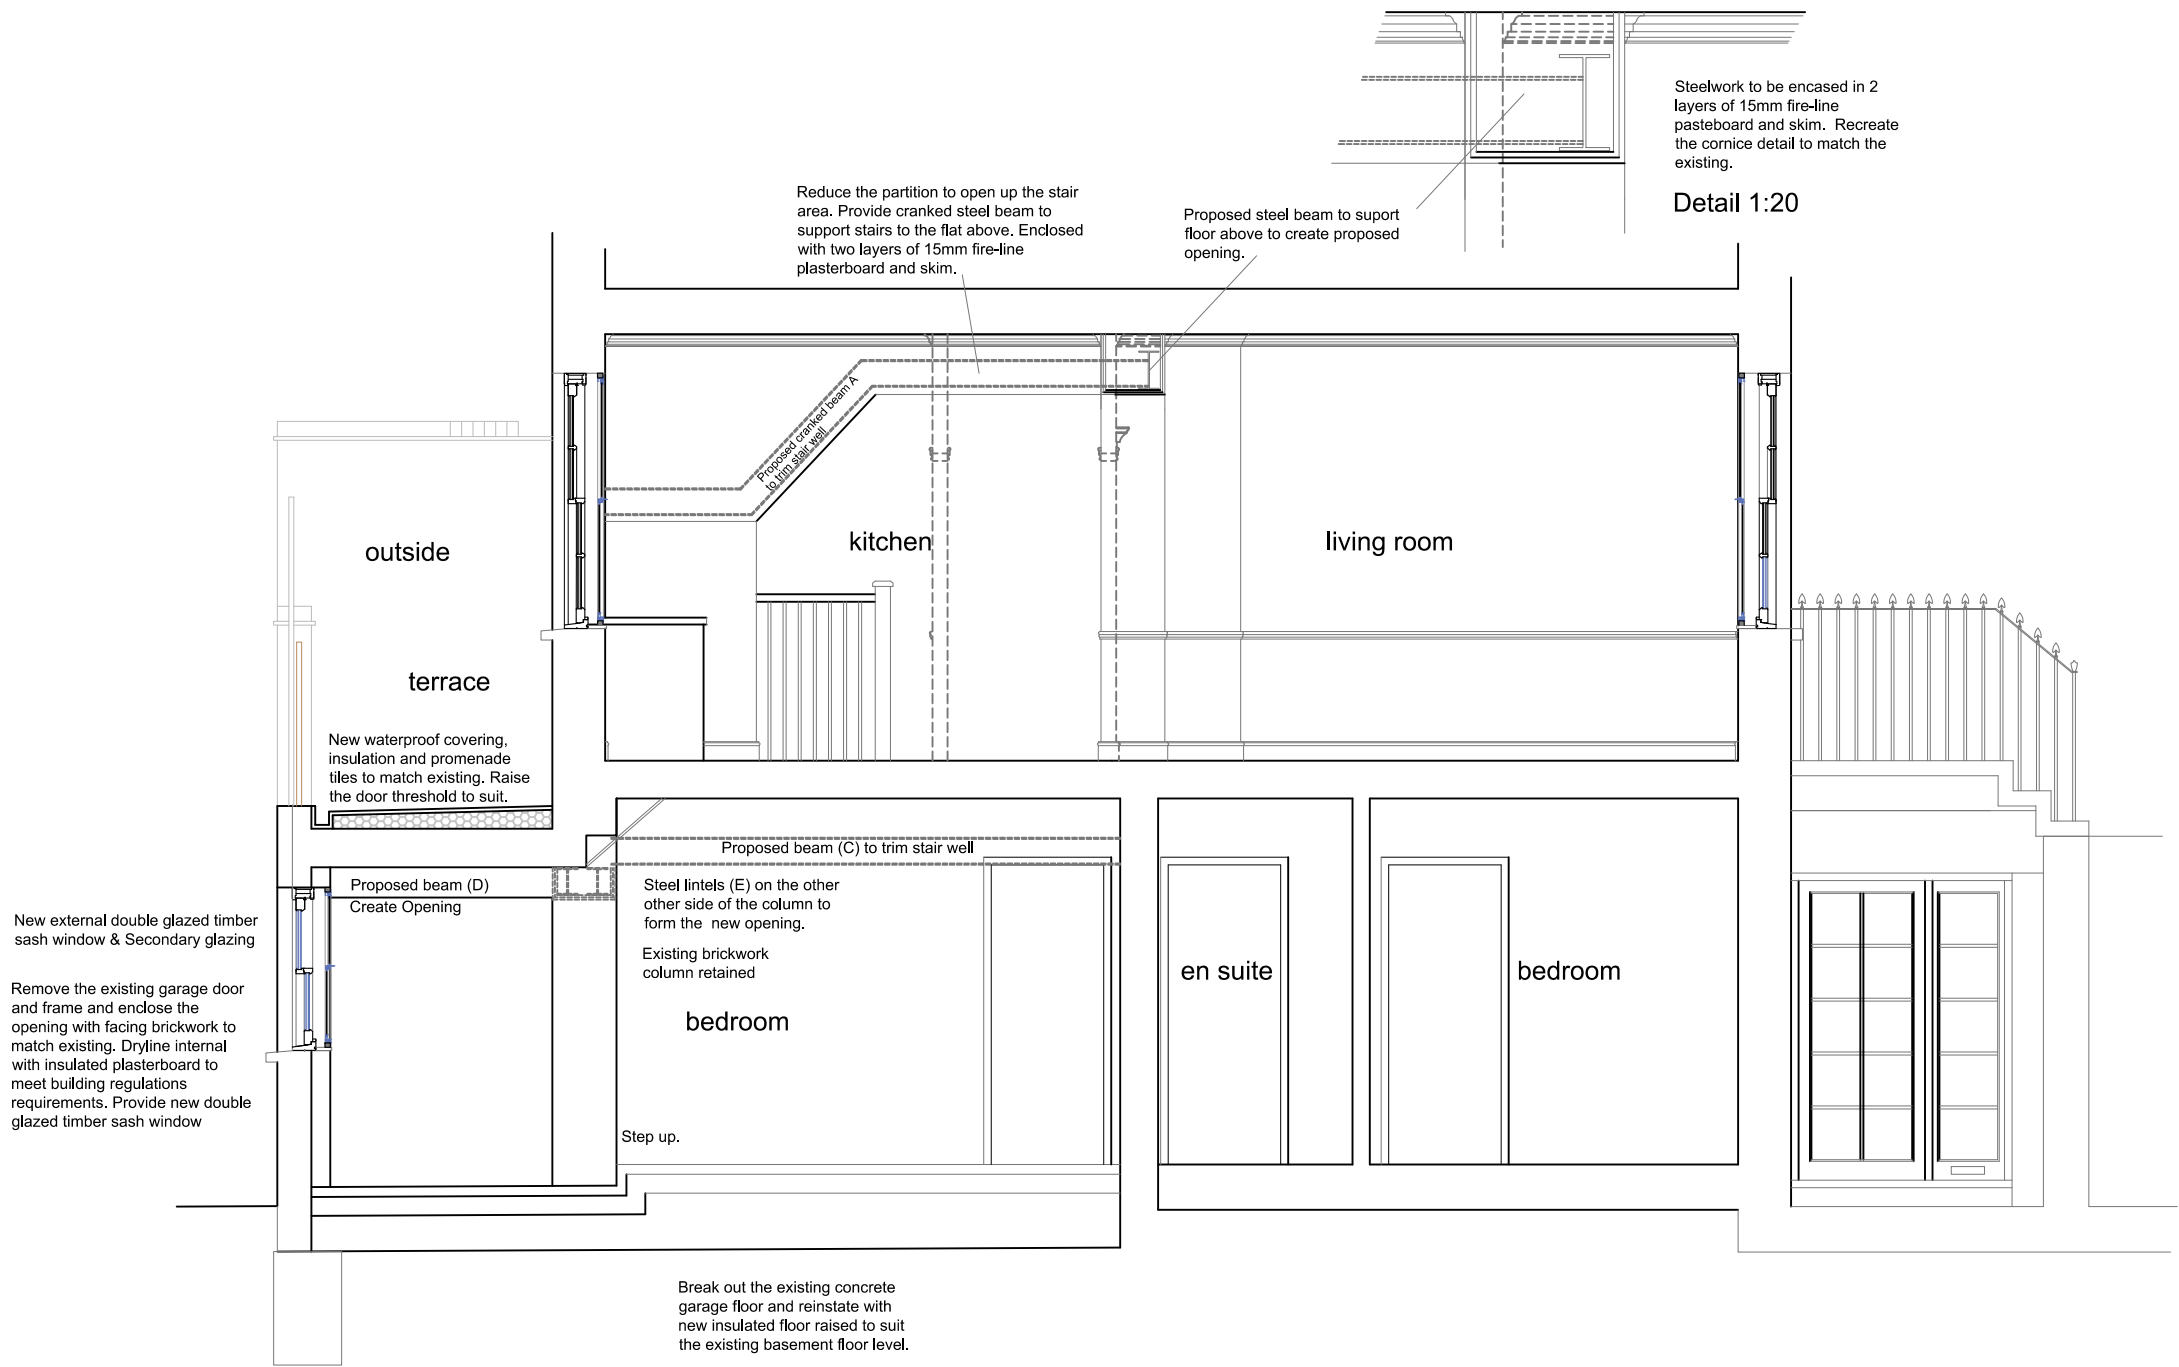 Steelwork to be encased in 2
layers of 15mm fire-line
pasteboard and skim. Recreate
the cornice detail to match the
existing.
Detail 1:20
Reduce the partition to open up the stair
area. Provide cranked steel beam to
support stairs to the flat above. Enclosed
with two layers of 15mm fire-line
plasterboard and skim.
Proposed steel beam to suport
floor above to create proposed
opening.
Proposed cranked beam A
to trim stair well
outside
kitchen
living room
terrace
New waterproof covering,
insulation and promenade
tiles to match existing. Raise
the door threshold to suit.
Proposed beam (C) to trim stair well
Proposed beam (D)
Create Opening
Steel lintels (E) on the other
other side of the column to
form the new opening.
Existing brickwork
column retained
New external double glazed timber
sash window & Secondary glazing
Remove the existing garage door
and frame and enclose the
opening with facing brickwork to
match existing. Dryline internal
with insulated plasterboard to
meet building regulations
requirements. Provide new double
glazed timber sash window
bedroom
en suite
bedroom
Step up.
Break out the existing concrete
garage floor and reinstate with
new insulated floor raised to suit
the existing basement floor level.